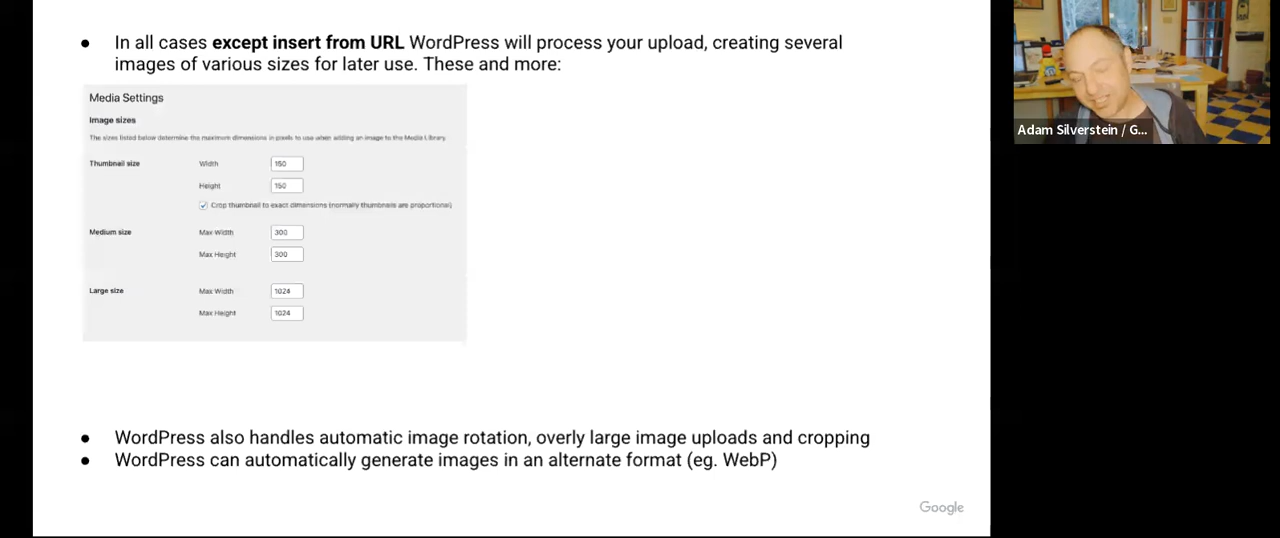 ● In all cases except insert from URL WordPress will process your upload, creating several
images of various sizes for later use. These and more:
Media Settings
Image sizes
The sizes listed below determine the maximum dimensions in pixels to use when adding an image to the Media Library.
Thumbnail size Width 150
Height 150
Crop thumbnail to exact dimensions (normally thumbnails are proportional)
Medium size Max Width 300
Max Height 300
Large size Max Width 1024
Max Height 1024
● WordPress also handles automatic image rotation, overly large image uploads and cropping
● WordPress can automatically generate images in an alternate format (eg. WebP)
Google
Adam Silverstein / G...